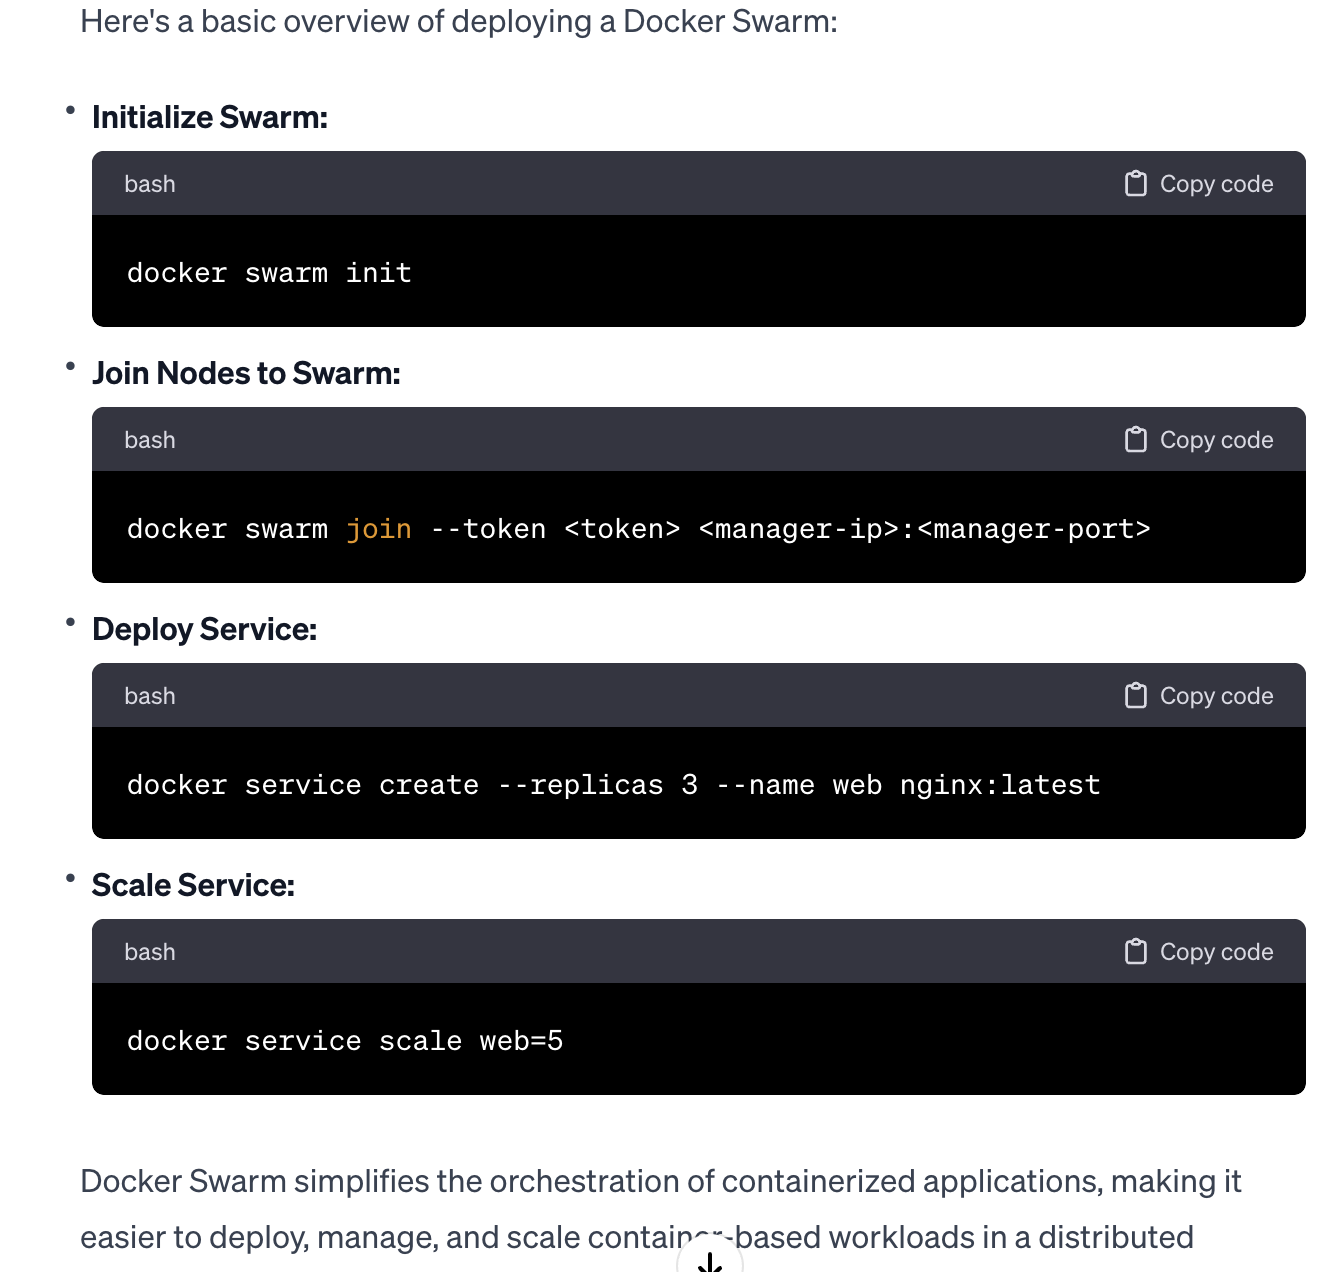 Here's a basic overview of deploying a Docker Swarm:
• Initialize Swarm:
bash
Copy code
docker swarm init
• Join Nodes to Swarm:
bash
Copy code
docker swarm join --token <token> <manager-ip>:<manager-port>
• Deploy Service:
bash
Copy code
docker service create --replicas 3 --name web nginx:latest
• Scale Service:
bash
Copy code
docker service scale web=5
Docker Swarm simplifies the orchestration of containerized applications, making it
easier to deploy, manage, and scale container-based workloads in a distributed